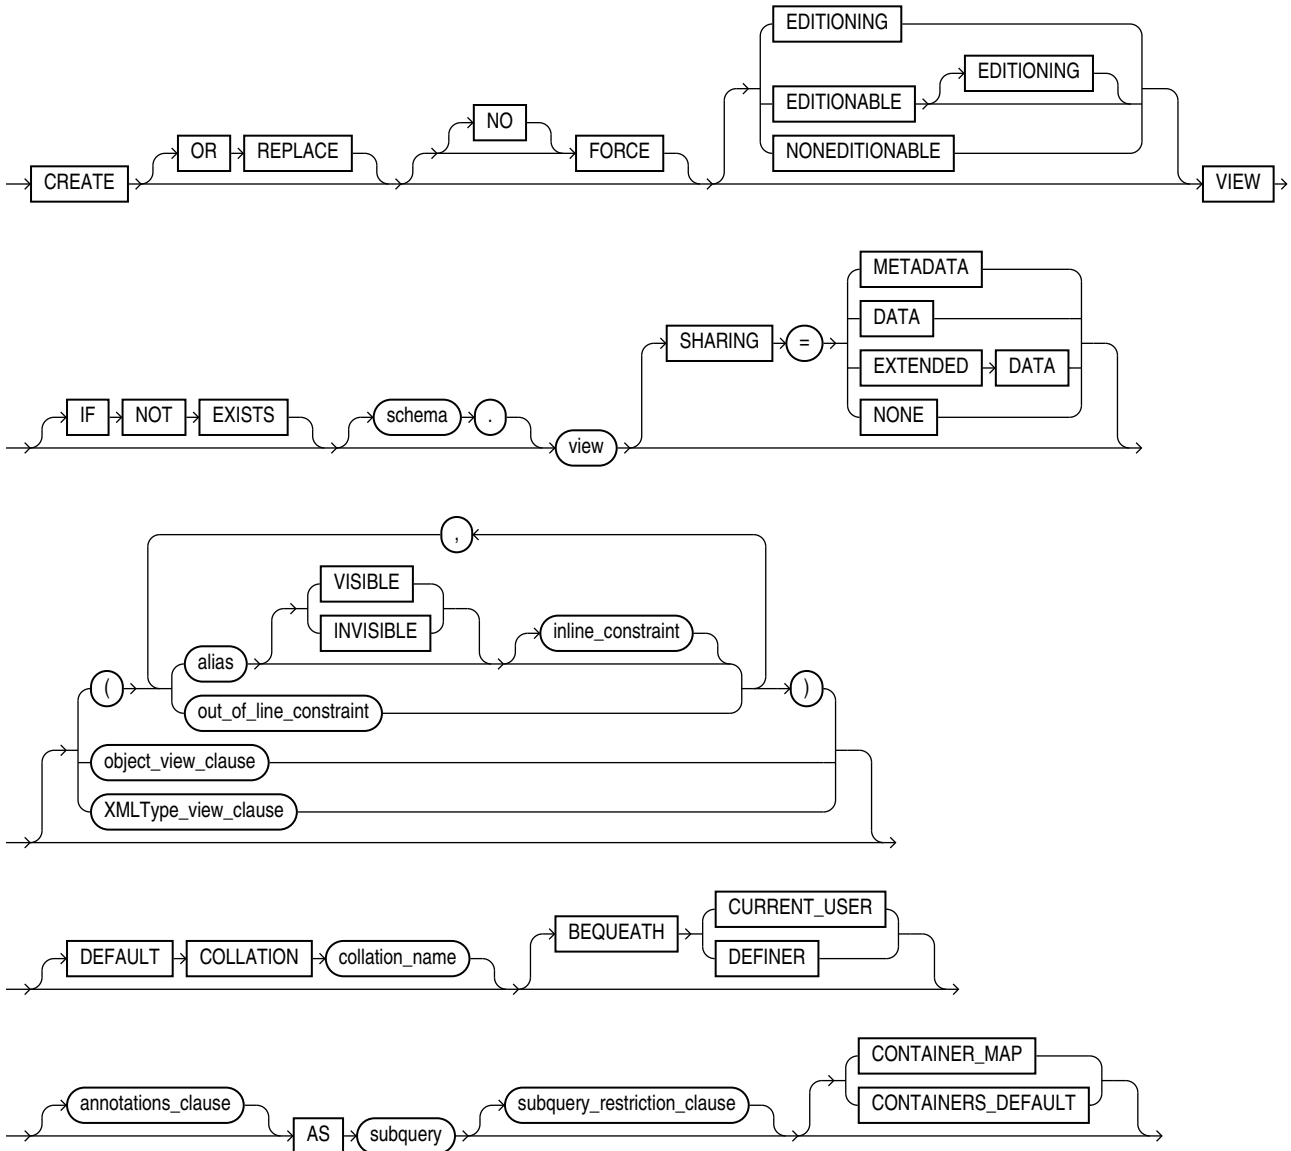 EDITIONING
EDITIONING
EDITIONABLE
NO
OR REPLACE FORCE NONEDITIONABLE
CREATE VIEW
METADATA
DATA
SHARING =
EXTENDED DATA
IF NOT EXISTS schema . NONE
view
,
VISIBLE
INVISIBLE inline_constraint
alias
( )
out_of_line_constraint
object_view_clause
XMLType_view_clause
CURRENT_USER
BEQUEATH
DEFAULT COLLATION collation_name DEFINER
CONTAINER_MAP
annotations_clause subquery_restriction_clause CONTAINERS_DEFAULT
AS subquery